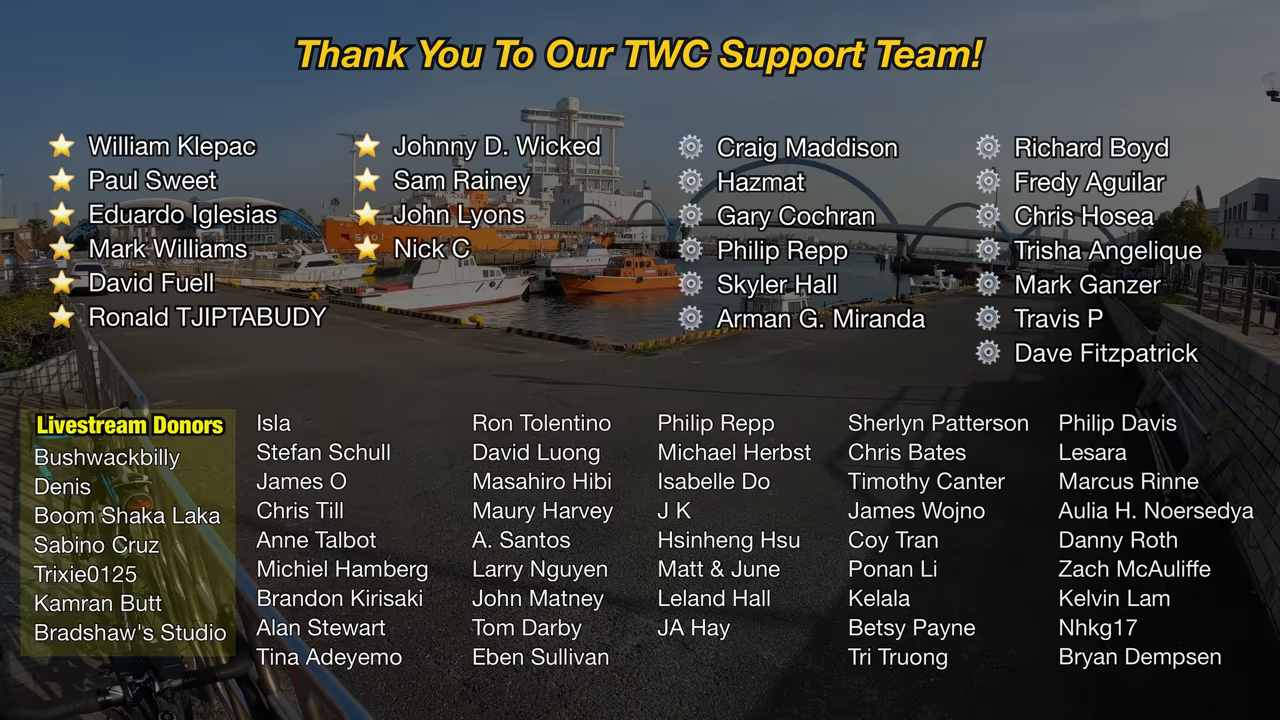 Thank You To Our TWC Support Team!
William Klepac
Paul Sweet
Eduardo Iglesias
Mark Williams
David Fuell
Ronald TJIPTABUDY
Johnny D. Wicked
Sam Rainey
John Lyons
Nick C
Craig Maddison
Hazmat
Gary Cochran
Philip Repp
Skyler Hall
Arman G. Miranda
Richard Boyd
Fredy Aguilar
Chris Hosea
Trisha Angelique
Mark Ganzer
Travis P
Dave Fitzpatrick
Livestream Donors
Bushwackbilly
Denis
Boom Shaka Laka
Sabino Cruz
Trixie0125
Kamran Butt
Bradshaw's Studio
Isla
Stefan Schull
James O
Chris Till
Anne Talbot
Michiel Hamberg
Brandon Kirisaki
Alan Stewart
Tina Adeyemo
Ron Tolentino
David Luong
Masahiro Hibi
Maury Harvey
A. Santos
Larry Nguyen
John Matney
Tom Darby
Eben Sullivan
Philip Repp
Michael Herbst
Isabelle Do
J K
Hsinheng Hsu
Matt & June
Leland Hall
JA Hay
Sherlyn Patterson
Chris Bates
Timothy Canter
James Wojno
Coy Tran
Ponan Li
Kelala
Betsy Payne
Tri Truong
Philip Davis
Lesara
Marcus Rinne
Aulia H. Noersedya
Danny Roth
Zach McAuliffe
Kelvin Lam
Nhkg17
Bryan Dempsen